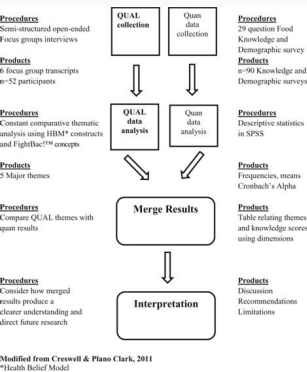 Procedures
Semi-structured open-ended
Focus groups interviews
Products
6 focus group transcripts
n=52 participants
QUAL
collection
Quan
data
collection
Procedures
29 question Food
Knowledge and
Demographic survey
Products
n=90 Knowledge and
Demographic surveys
Procedures
Constant comparative thematic
analysis using HBM* constructs
and FightBac!™ concepts
Products
5 Major themes
QUAL
data
analysis
Quan
data
analysis
Procedures
Descriptive statistics
in SPSS
Products
Frequencies, means
Cronbach's Alpha
Procedures
Compare QUAL themes with
quan results
Merge Results
Products
Table relating themes
and knowledge scores
using dimensions
Procedures
Consider how merged
results produce a
clearer understanding and
direct future research
Interpretation
Products
Discussion
Recommendations
Limitations
Modified from Creswell & Plano Clark, 2011
*Health Belief Model